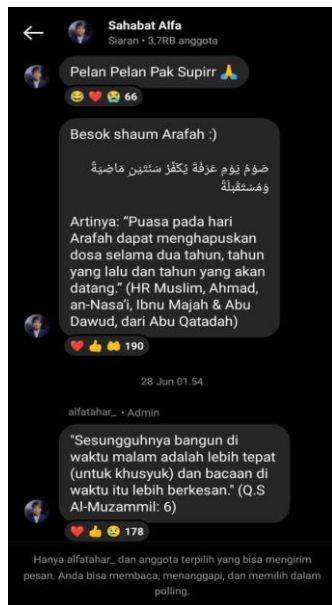 Sahabat Alfa
Siaran • 3,7RB anggota
Pelan Pelan Pak Supirr 🙏
😂 ❤️ 😭 66
Besok shaum Arafah :)
صَوْمُ يَوْمِ عَرَفَةَ يُكَفِّرُ سَنَتَيْنِ مَاضِيَةً
وَمُسْتَقْبِلَةً
Artinya: “Puasa pada hari
Arafah dapat menghapuskan
dosa selama dua tahun, tahun
yang lalu dan tahun yang akan
datang.” (HR Muslim, Ahmad,
an-Nasa’i, Ibnu Majah & Abu
Dawud, dari Abu Qatadah)
❤️ 👍 🤲 190
28 Jun 01.54
alfatahar_ • Admin
"Sesungguhnya bangun di
waktu malam adalah lebih tepat
(untuk khusyuk) dan bacaan di
waktu itu lebih berkesan." (Q.S
Al-Muzammil: 6)
❤️ 👍 😢 178
Hanya alfatahar_ dan anggota terpilih yang bisa mengirim
pesan. Anda bisa membaca, menanggapi, dan memilih dalam
polling.